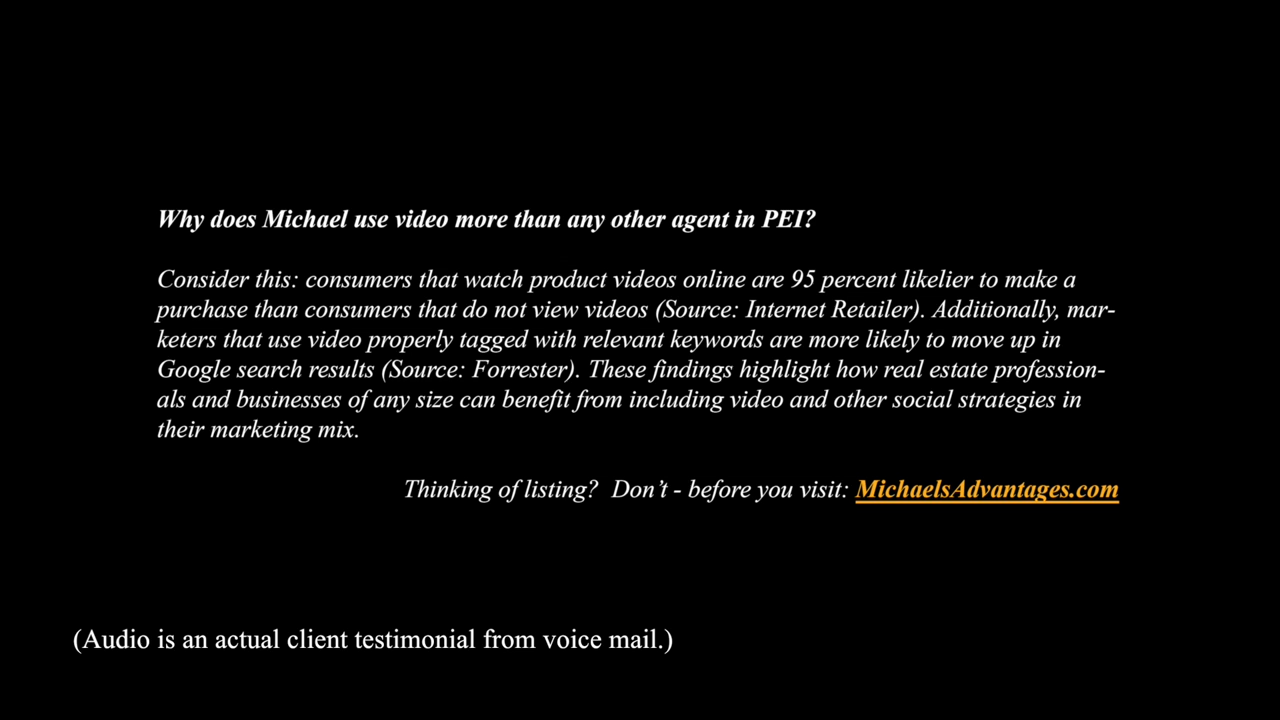 Why does Michael use video more than any other agent in PEI?
Consider this: consumers that watch product videos online are 95 percent likelier to make a
purchase than consumers that do not view videos (Source: Internet Retailer). Additionally, mar-
keters that use video properly tagged with relevant keywords are more likely to move up in
Google search results (Source: Forrester). These findings highlight how real estate profession-
als and businesses of any size can benefit from including video and other social strategies in
their marketing mix.
Thinking of listing?  Don’t - before you visit: MichaelsAdvantages.com
(Audio is an actual client testimonial from voice mail.)